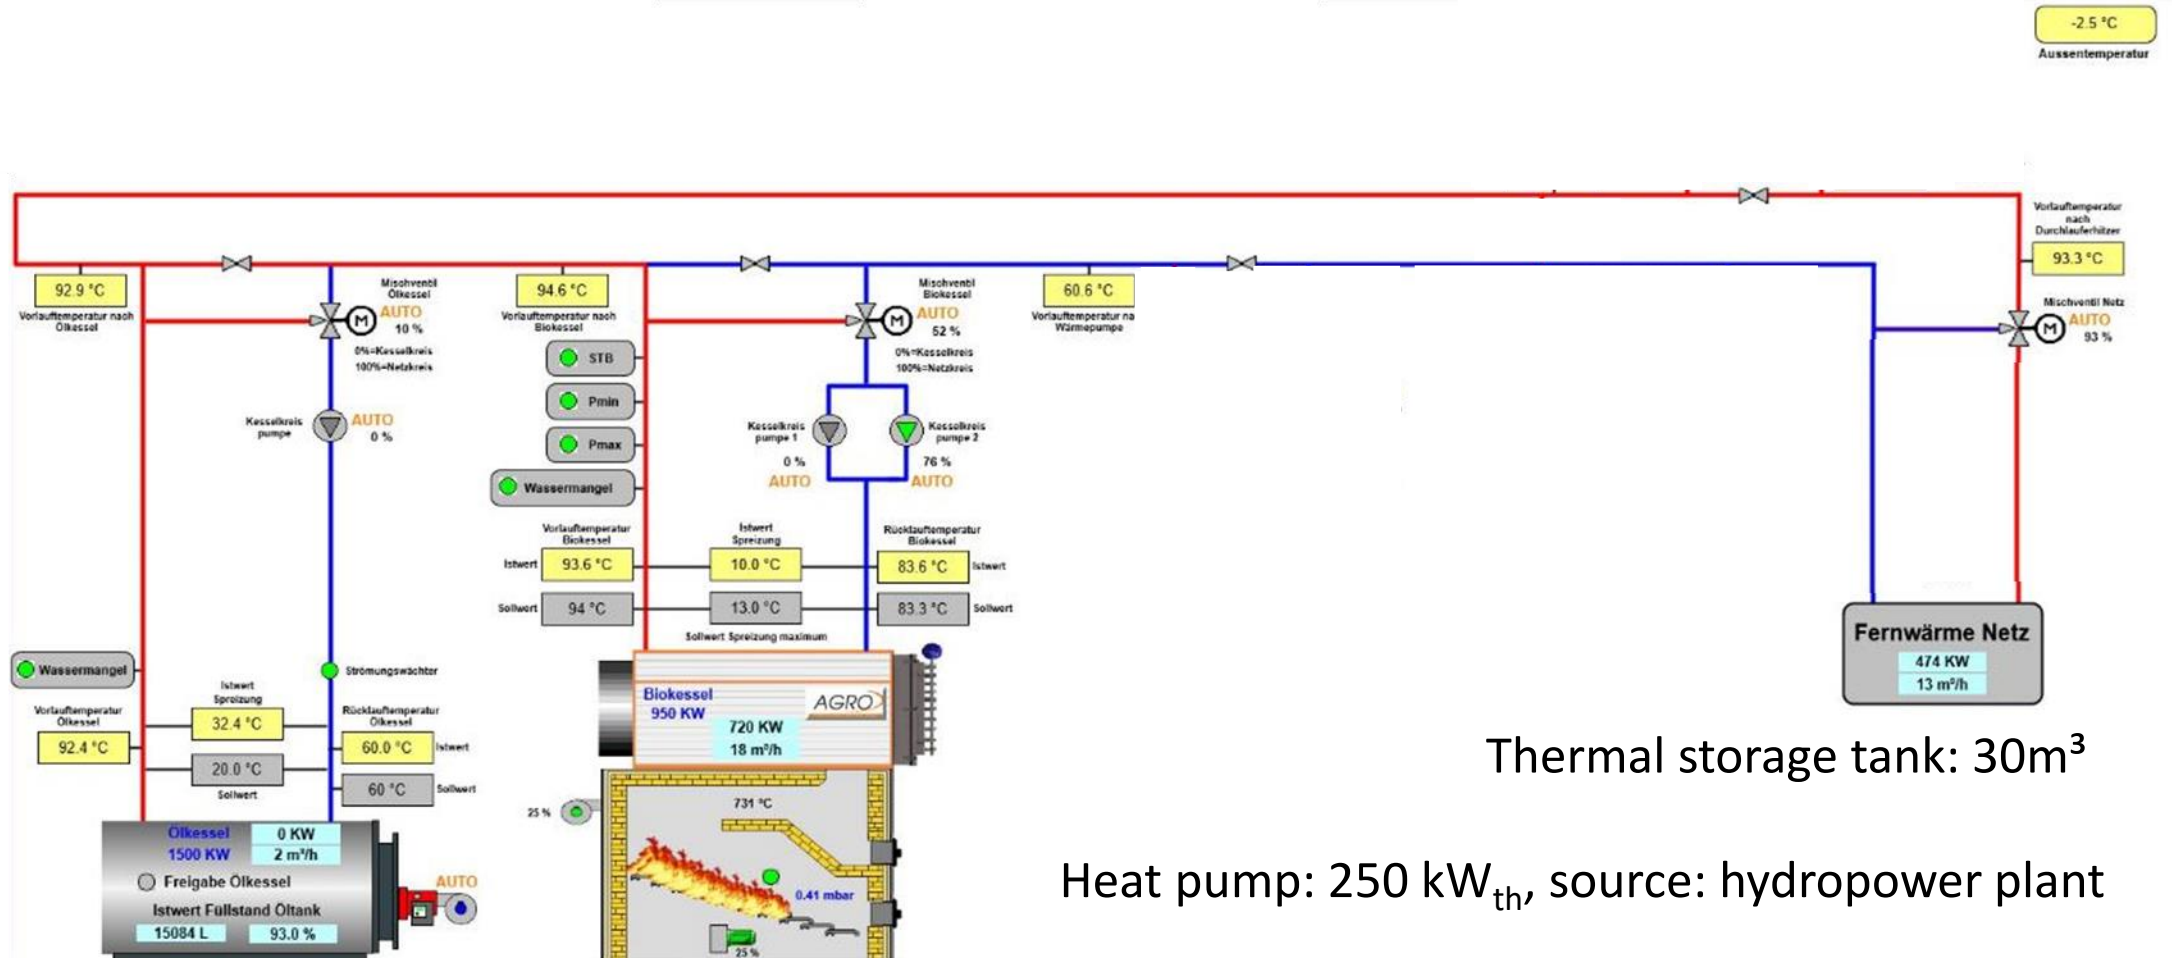 -2.5 °C
Aussentemperatur
Vorlauftemperatur
nach
Durchlauferhitzer
93.3 °C
Mischventil Netz
AUTO
93 %
92.9 °C
Vorlauftemperatur nach
Ölkessel
Mischventil
Ölkessel
AUTO
10 %
0%=Kesselkreis
100%=Netzkreis
94.6 °C
Vorlauftemperatur nach
Biokessel
Mischventil
Biokessel
AUTO
52 %
0%=Kesselkreis
100%=Netzkreis
60.6 °C
Vorlauftemperatur na
Wärmepumpe
M
M
M
STB
Pmin
Pmax
Wassermangel
Kesselkreis
pumpe
AUTO
0 %
Kesselkreis
pumpe 1
0 %
AUTO
Kesselkreis
pumpe 2
76 %
AUTO
Vorlauftemperatur
Biokessel
Istwert
Spreizung
Rücklauftemperatur
Biokessel
Istwert 93.6 °C 10.0 °C 83.6 °C Istwert
Sollwert 94 °C 13.0 °C 83.3 °C Sollwert
Sollwert Spreizung maximum
Wassermangel
Strömungswächter
Istwert
Spreizung
Vorlauftemperatur
Ölkessel
32.4 °C
Rücklauftemperatur
Ölkessel
92.4 °C
60.0 °C Istwert
20.0 °C
Sollwert
60 °C Sollwert
Biokessel
950 KW
720 KW
18 m³/h
AGRO
Fernwärme Netz
474 KW
13 m³/h
Thermal storage tank: 30m³
Heat pump: 250 kWth, source: hydropower plant
25 %
731 °C
0.41 mbar
25 %
Ölkessel
1500 KW
0 KW
2 m³/h
Freigabe Ölkessel
Istwert Füllstand Öltank
15084 L 93.0 %
AUTO